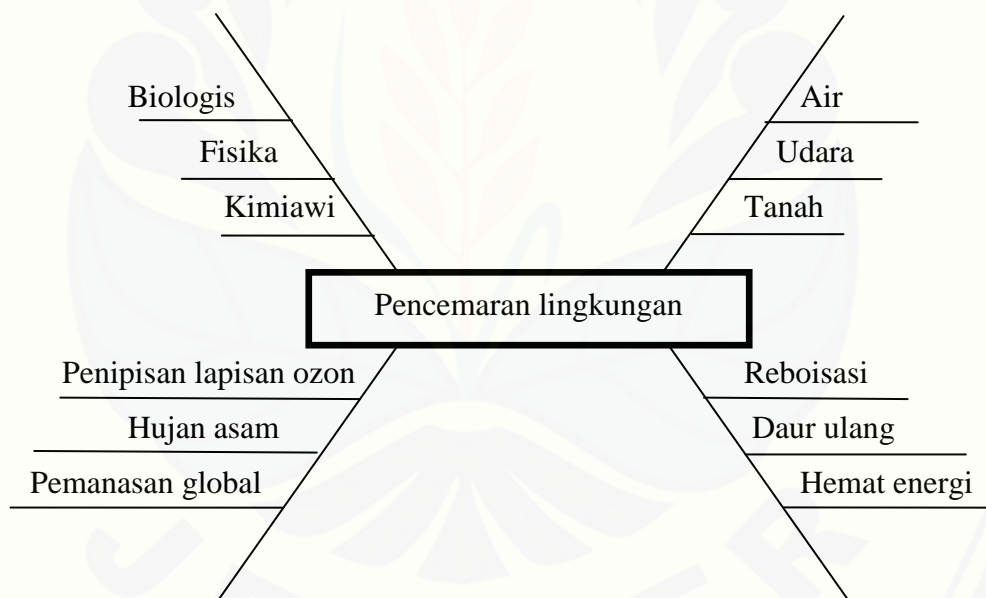 Biologis
Air
Fisika
Udara
Kimiawi
Tanah
Pencemaran lingkungan
Penipisan lapisan ozon
Reboisasi
Hujan asam
Daur ulang
Pemanasan global
Hemat energi